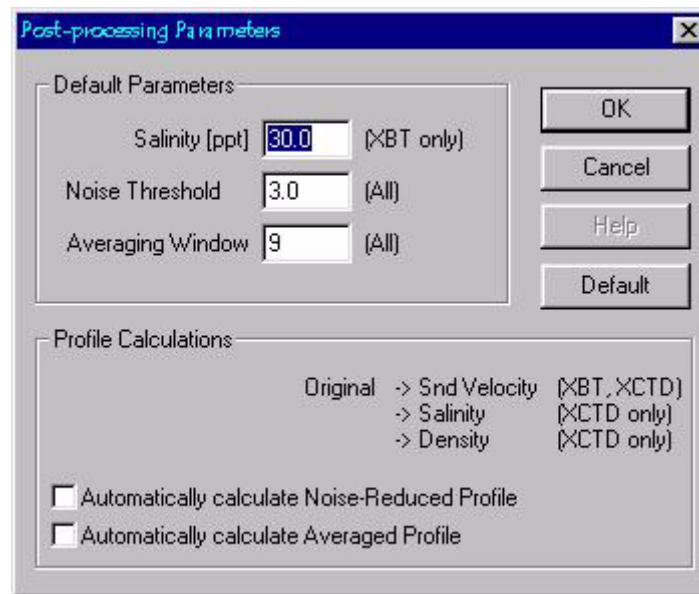 Post-processing Parameters
Default Parameters
Salinity [ppt] 30.0 (XBT only)
Noise Threshold 3.0 (All)
Averaging Window 9 (All)
OK
Cancel
Help
Default
Profile Calculations
Original -> Snd Velocity (XBT, XCTD)
-> Salinity (XCTD only)
-> Density (XCTD only)
Automatically calculate Noise-Reduced Profile
Automatically calculate Averaged Profile